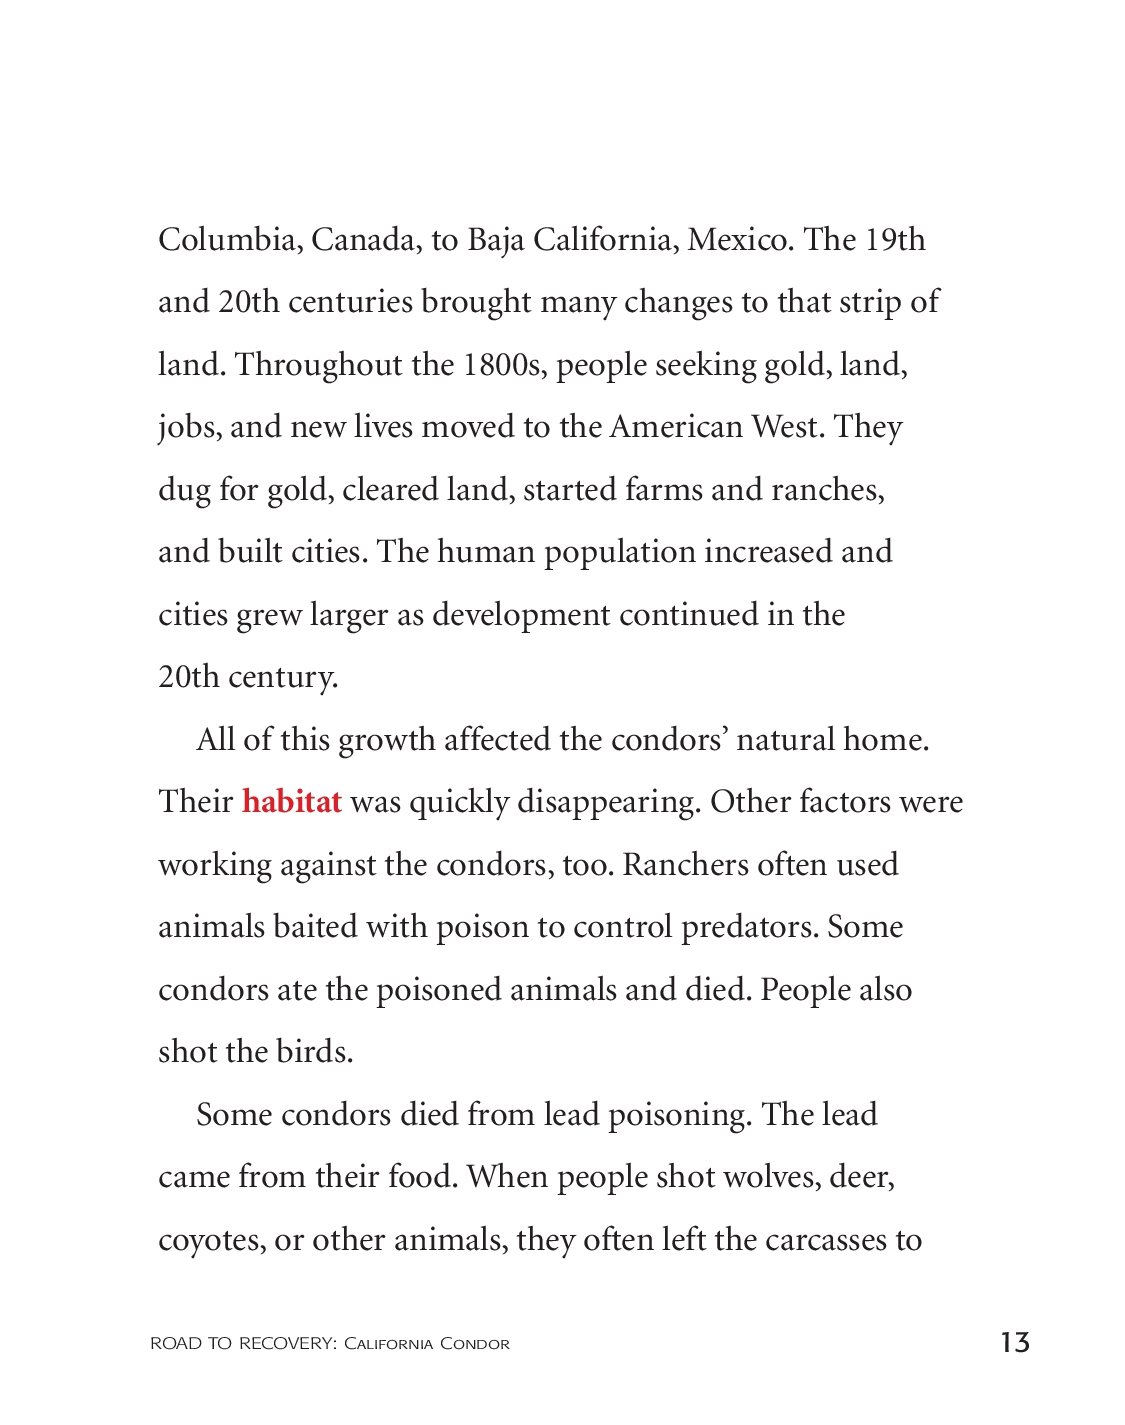 Columbia, Canada, to Baja California, Mexico. The 19th
and 20th centuries brought many changes to that strip of
land. Throughout the 1800s, people seeking gold, land,
jobs, and new lives moved to the American West. They
dug for gold, cleared land, started farms and ranches,
and built cities. The human population increased and
cities grew larger as development continued in the
20th century.
All of this growth affected the condors’ natural home.
Their habitat was quickly disappearing. Other factors were
working against the condors, too. Ranchers often used
animals baited with poison to control predators. Some
condors ate the poisoned animals and died. People also
shot the birds.
Some condors died from lead poisoning. The lead
came from their food. When people shot wolves, deer,
coyotes, or other animals, they often left the carcasses to
ROAD TO RECOVERY: California Condor 13